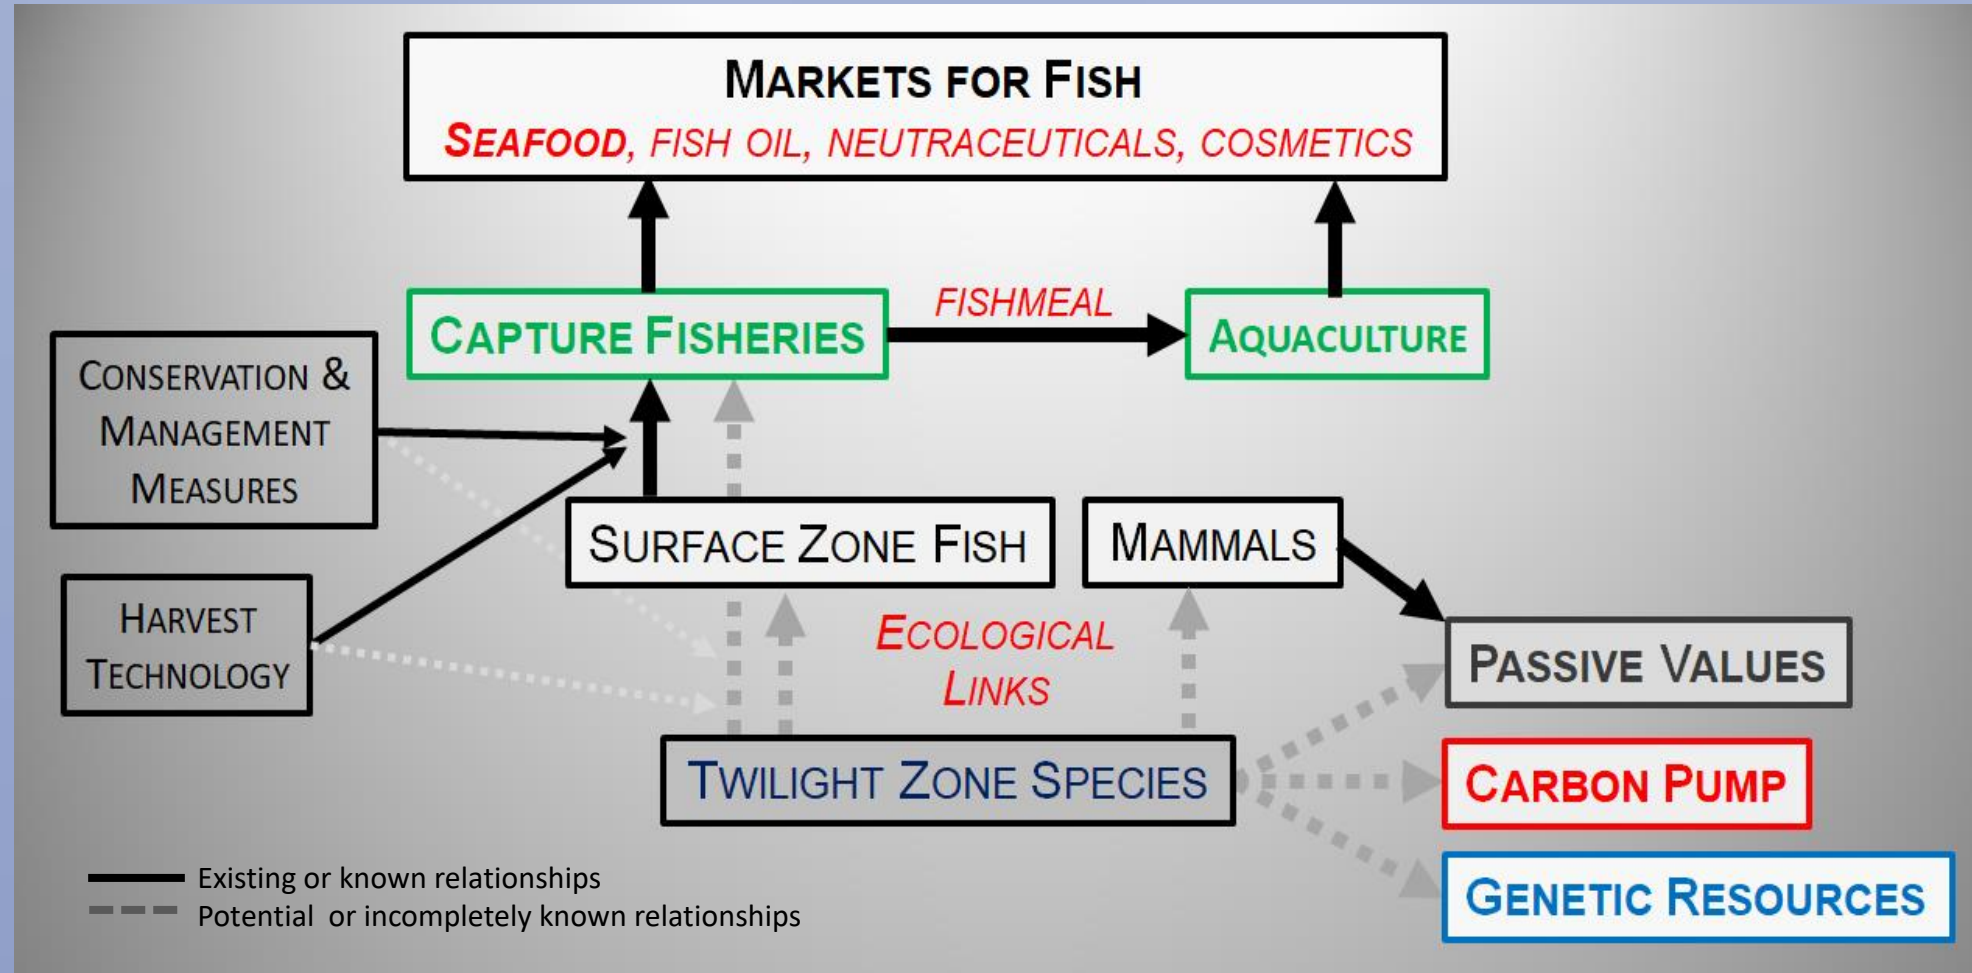 MARKETS FOR FISH
SEAFOOD, FISH OIL, NEUTRACEUTICALS, COSMETICS
CAPTURE FISHERIES
FISHMEAL
AQUACULTURE
CONSERVATION &
MANAGEMENT
MEASURES
SURFACE ZONE FISH
MAMMALS
HARVEST
TECHNOLOGY
ECOLOGICAL
LINKS
PASSIVE VALUES
TWILIGHT ZONE SPECIES
CARBON PUMP
GENETIC RESOURCES
Existing or known relationships
Potential or incompletely known relationships